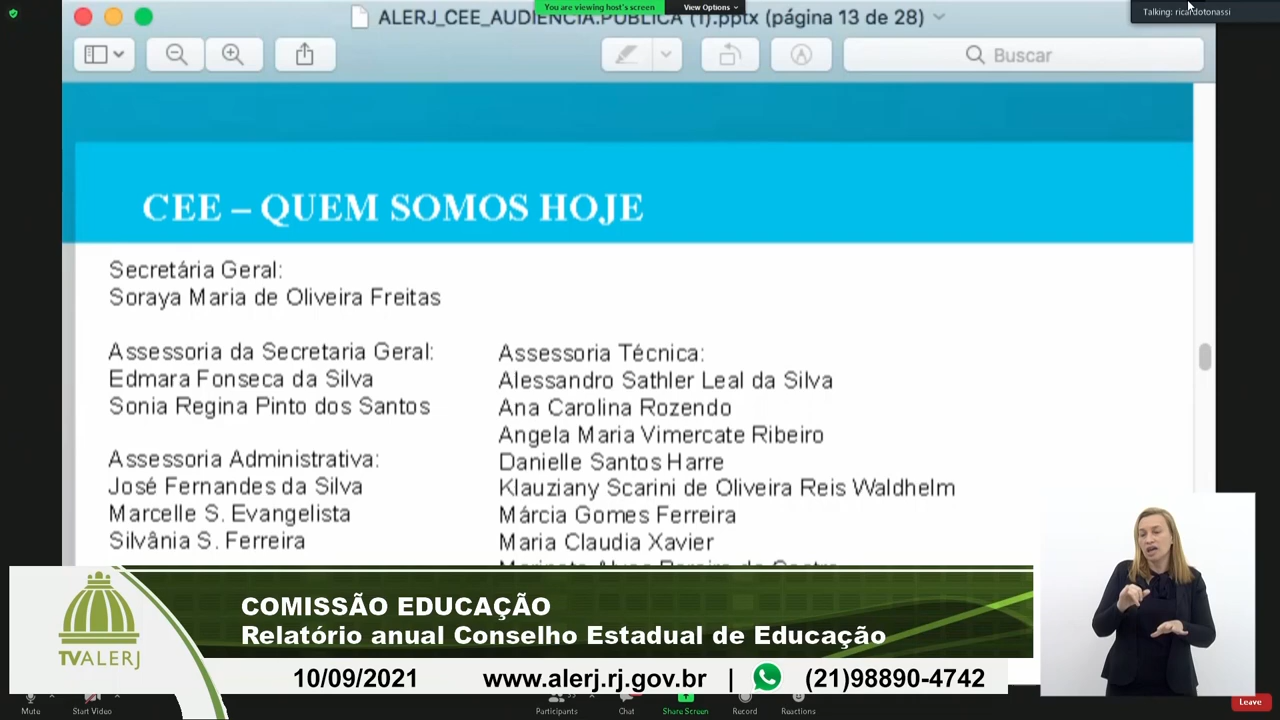 You are viewing host's screen
View Options
Talking: ricardotonassi
ALERJ_CEE_AUDIENCIA.PUBLICA (1).pptx (página 13 de 28)
Buscar
CEE – QUEM SOMOS HOJE
Secretária Geral:
Soraya Maria de Oliveira Freitas
Assessoria da Secretaria Geral:
Edmara Fonseca da Silva
Sonia Regina Pinto dos Santos
Assessoria Administrativa:
José Fernandes da Silva
Marcelle S. Evangelista
Silvânia S. Ferreira
Assessoria Técnica:
Alessandro Sathler Leal da Silva
Ana Carolina Rozendo
Angela Maria Vimercate Ribeiro
Danielle Santos Harre
Klauziany Scarini de Oliveira Reis Waldhelm
Márcia Gomes Ferreira
Maria Claudia Xavier
TVALERJ
COMISSÃO EDUCAÇÃO
Relatório anual Conselho Estadual de Educação
10/09/2021 www.alerj.rj.gov.br | (21)98890-4742
Mute Start Video Participants Chat Share Screen Record Reactions Leave